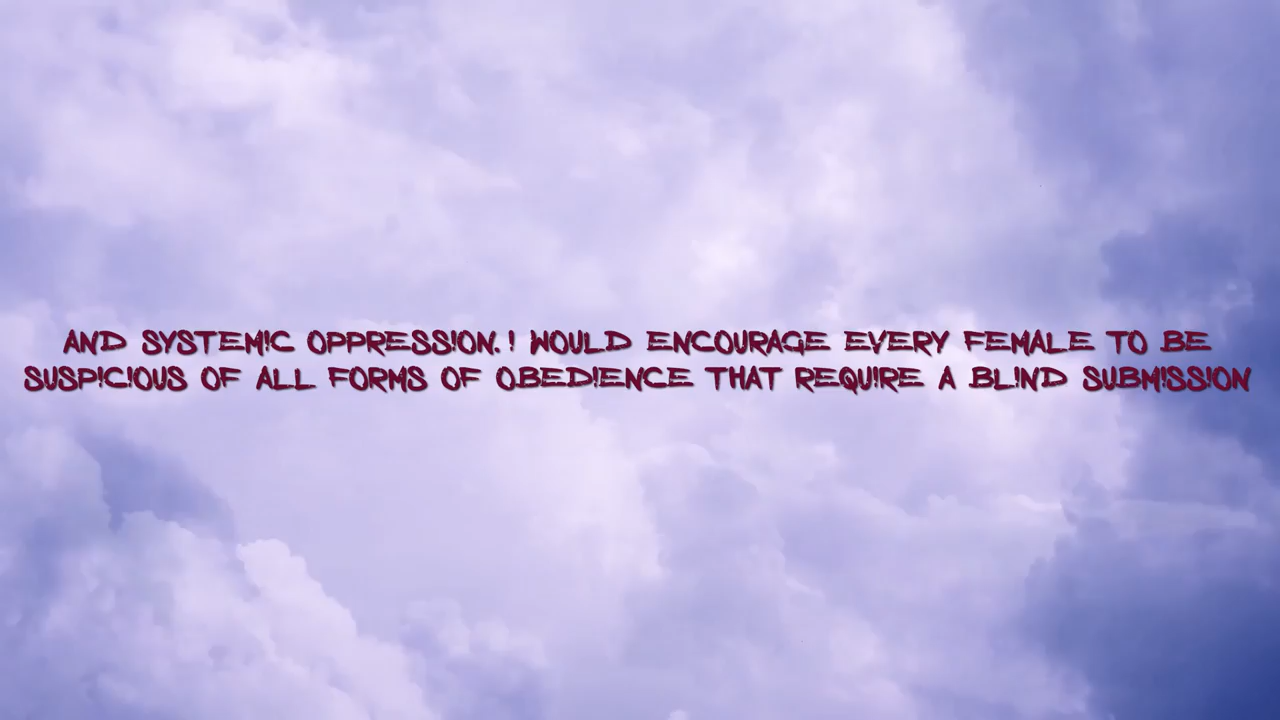 AND SYSTEMIC OPPRESSION. I WOULD ENCOURAGE EVERY FEMALE TO BE
SUSPICIOUS OF ALL FORMS OF OBEDIENCE THAT REQUIRE A BLIND SUBMISSION